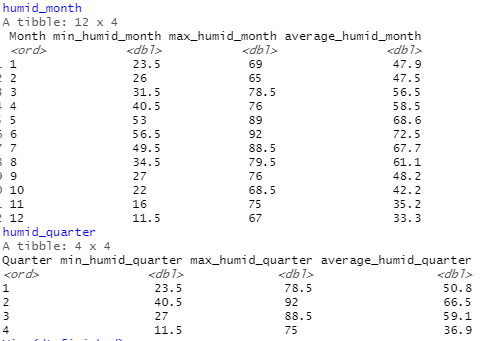 humid_month
A tibble: 12 x 4
Month min_humid_month max_humid_month average_humid_month
<ord> <dbl> <dbl> <dbl>
1 23.5 69 47.9
2 26 65 47.5
3 31.5 78.5 56.5
4 40.5 76 58.5
5 53 89 68.6
6 56.5 92 72.5
7 49.5 88.5 67.7
8 34.5 79.5 61.1
9 27 76 48.2
10 22 68.5 42.2
11 16 75 35.2
12 11.5 67 33.3
humid_quarter
A tibble: 4 x 4
Quarter min_humid_quarter max_humid_quarter average_humid_quarter
<ord> <dbl> <dbl> <dbl>
1 23.5 78.5 50.8
2 40.5 92 66.5
3 27 88.5 59.1
4 11.5 75 36.9